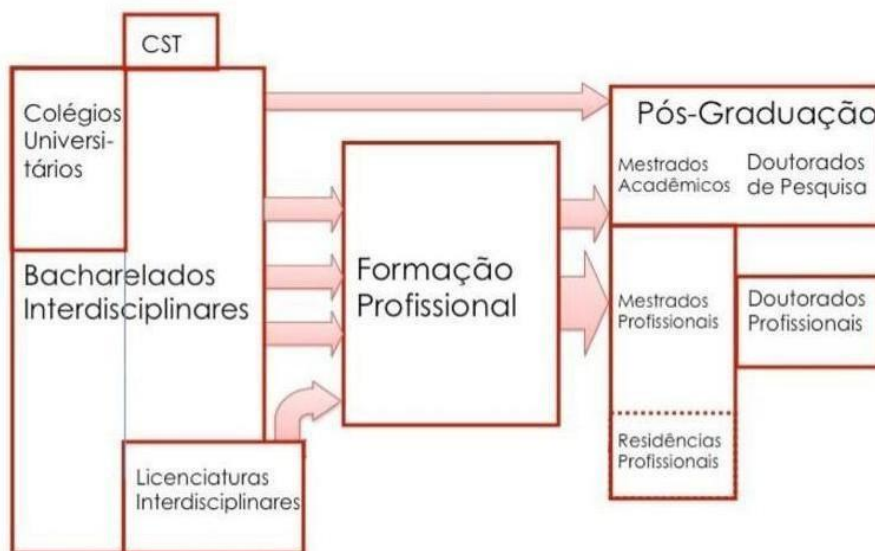 CST
Colégios
Universi-
tários
Bacharelados
Interdisciplinares
Licenciaturas
Interdisciplinares
Formação
Profissional
Pós-Graduação
Mestrados
Acadêmicos
Doutorados
de Pesquisa
Mestrados
Profissionais
Doutorados
Profissionais
Residências
Profissionais